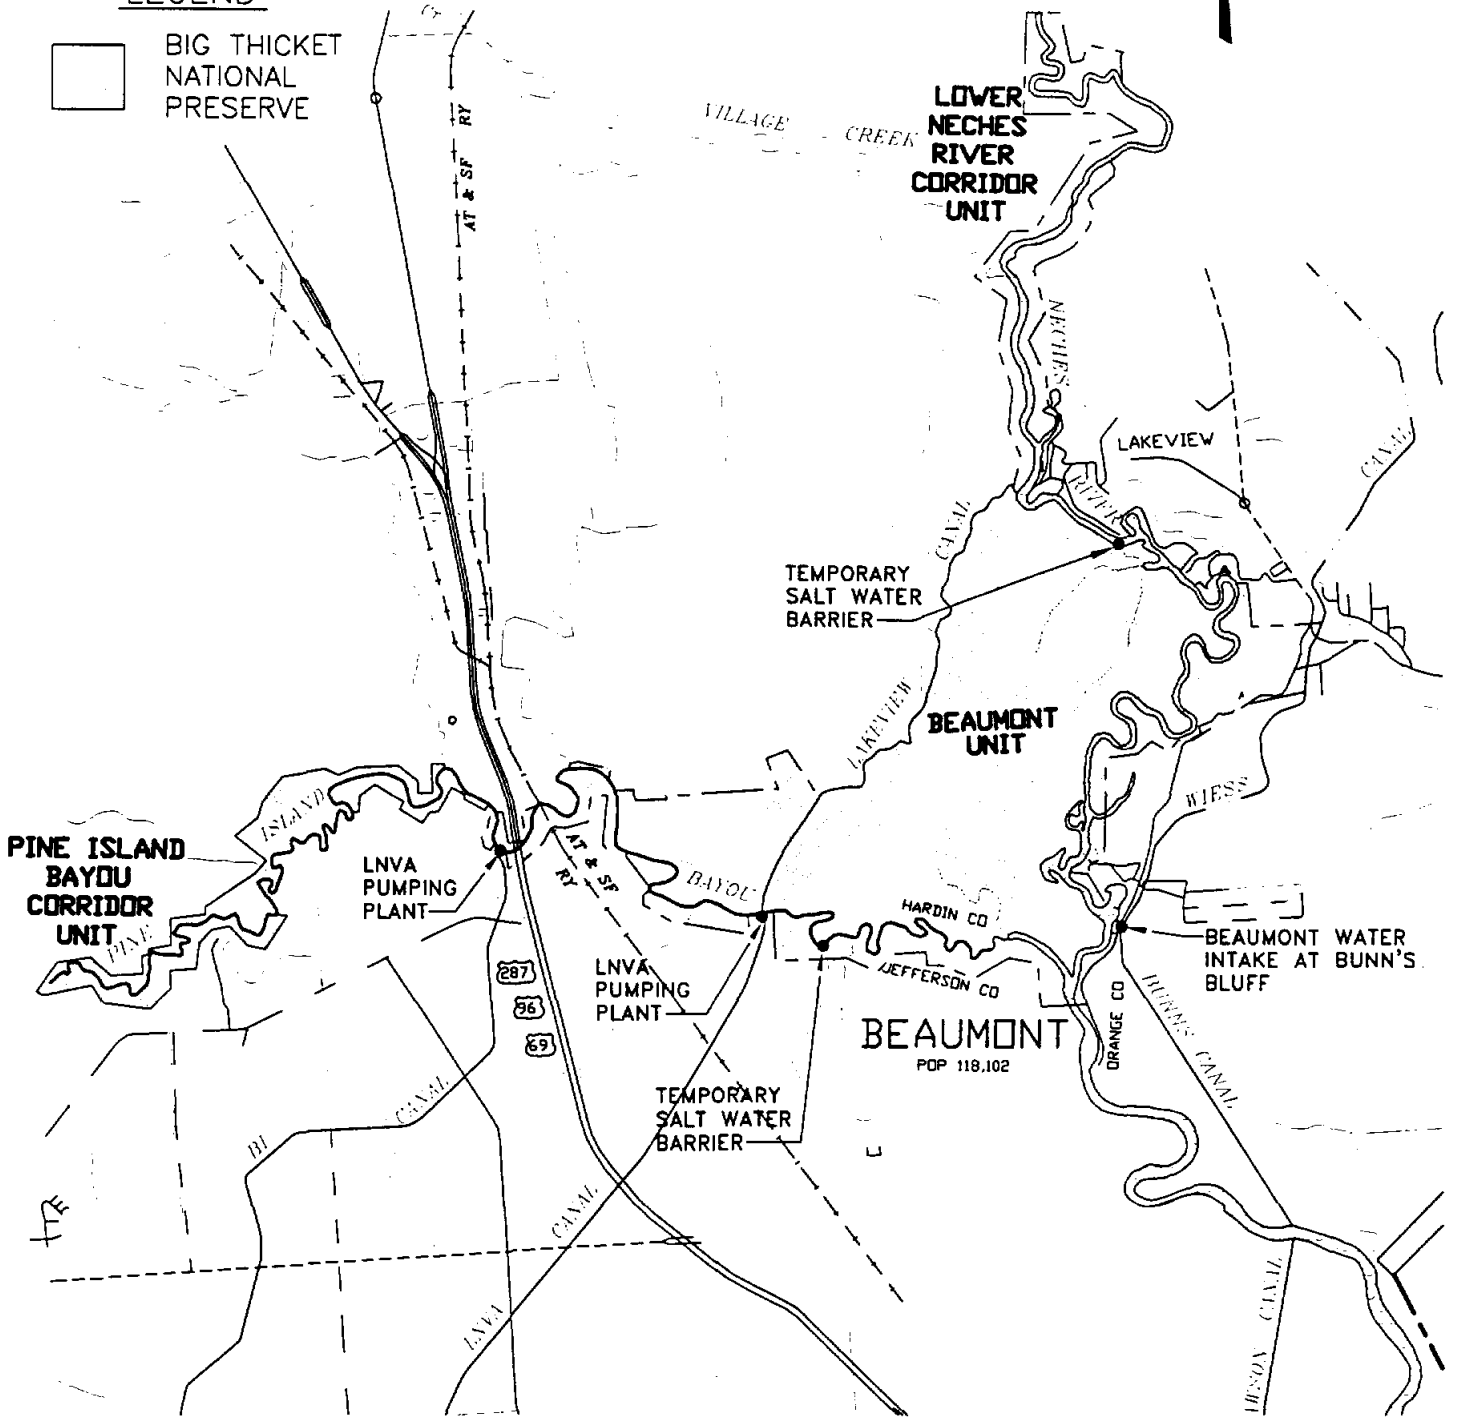 LEGEND
BIG THICKET
NATIONAL
PRESERVE
AT & SF RY
VILLAGE CREEK
LOWER
NECHES
RIVER
CORRIDOR
UNIT
NECHES
RIVER
LAKEVIEW
CANAL
LAKEVIEW CANAL
TEMPORARY
SALT WATER
BARRIER
BEAUMONT
UNIT
WIESS
PINE ISLAND
BAYOU
CORRIDOR
UNIT
PINE
ISLAND
BAYOU
LNVA
PUMPING
PLANT
AT & SF
RY
HARDIN CO
JEFFERSON CO
ORANGE CO
BEAUMONT WATER
INTAKE AT BUNN'S
BLUFF
287
96
69
LNVA
PUMPING
PLANT
BEAUMONT
POP 118,102
BUNNS CANAL
TEMPORARY
SALT WATER
BARRIER
BI
CANAL
LNVA
CANAL
CANAL